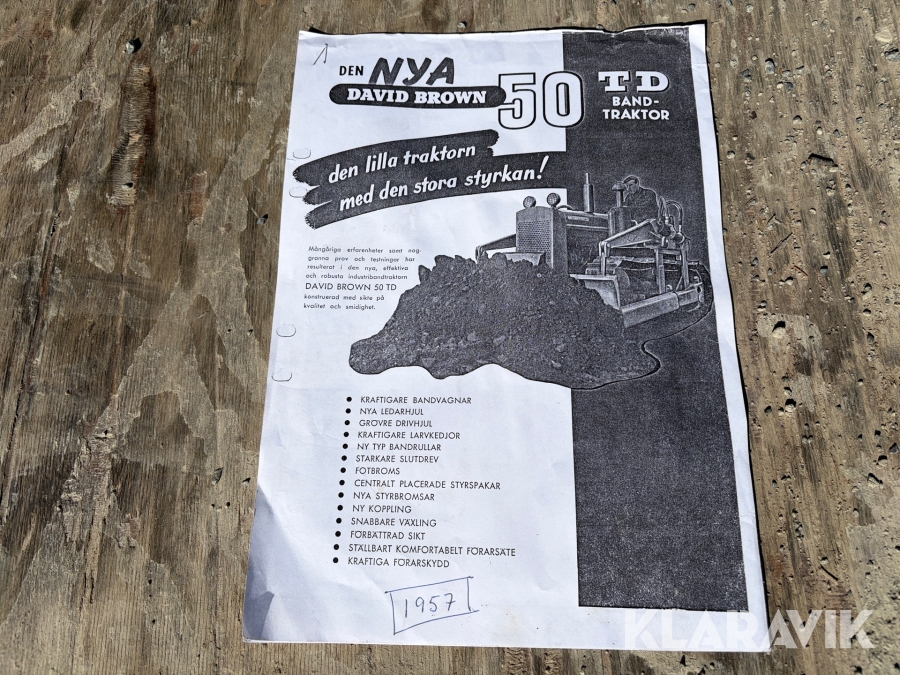 1
DEN NYA
DAVID BROWN 50 T-D
BAND-
TRAKTOR
den lilla traktorn
med den stora styrkan!
Mångåriga erfarenheter samt nog-
granna prov och testningar har
resulterat i den nya, effektiva
och robusta industribandtraktorn
DAVID BROWN 50 TD
konstruerad med sikte på
kvalitet och smidighet.
• KRAFTIGARE BANDVAGNAR
• NYA LEDARHJUL
• GRÖVRE DRIVHJUL
• KRAFTIGARE LARVKEDJOR
• NY TYP BANDRULLAR
• STARKARE SLUTDREV
• FOTBROMS
• CENTRALT PLACERADE STYRSPAKAR
• NYA STYRBROMSAR
• NY KOPPLING
• SNABBARE VÄXLING
• FÖRBÄTTRAD SIKT
• STÄLLBART KOMFORTABELT FÖRARSÄTE
• KRAFTIGA FÖRARSKYDD
1957
KLARAVIK